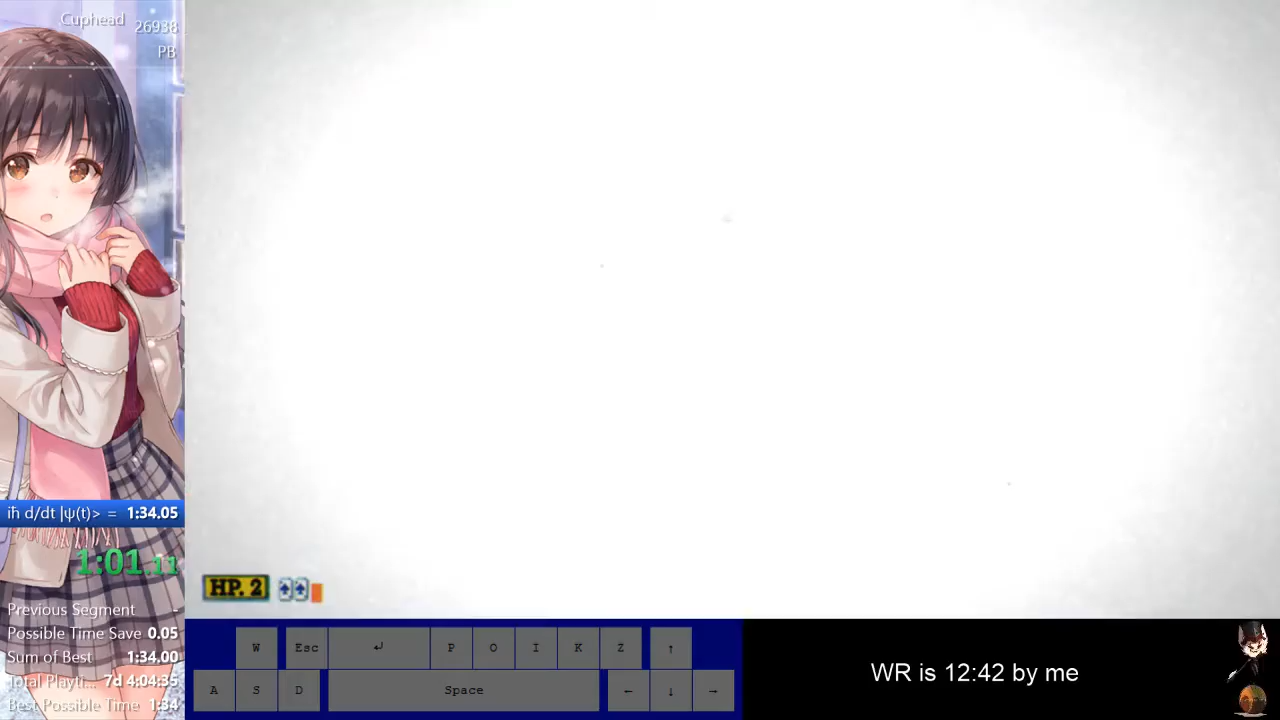 Cuphead
26938
PB
iħ d/dt |ψ(t)> = 1:34.05
1:01.11
Previous Segment -
Possible Time Save 0.05
Sum of Best 1:34.00
Total Playti... 7d 4:04:35
Best Possible Time 1:34
HP. 2
W Esc ↵ P O I K Z ↑
A S D Space ← ↓ →
WR is 12:42 by me